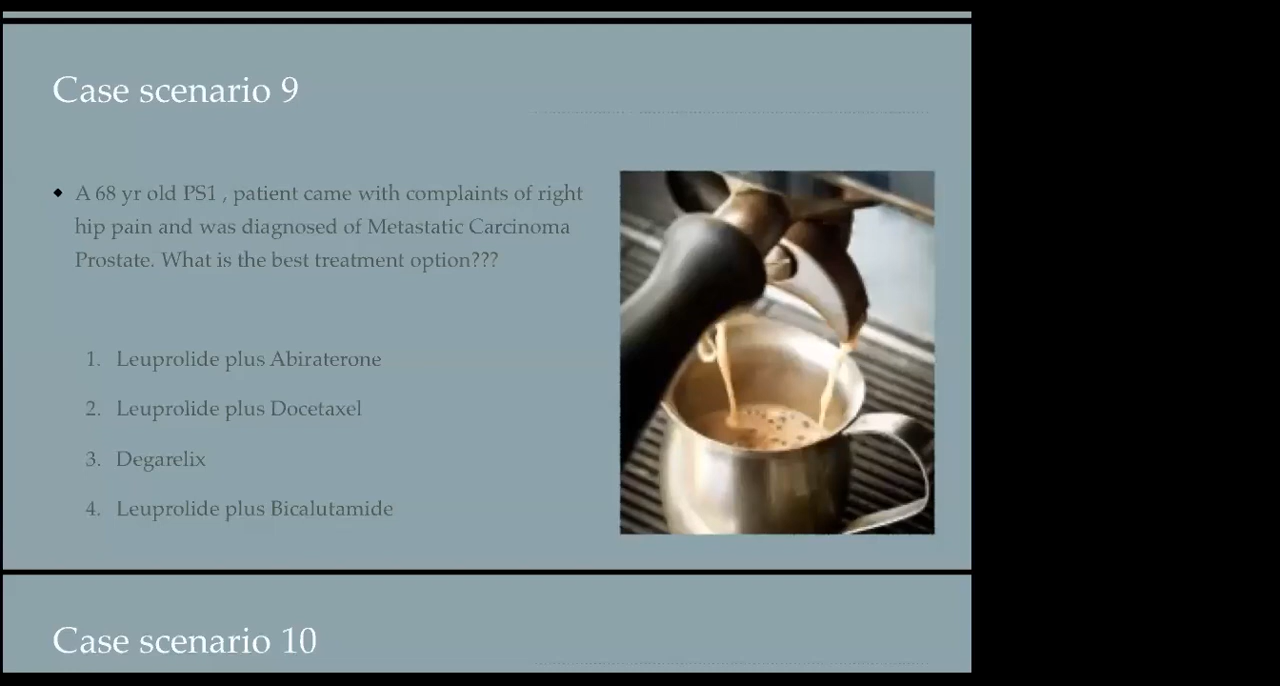 Case scenario 9
A 68 yr old PS1 , patient came with complaints of right
hip pain and was diagnosed of Metastatic Carcinoma
Prostate. What is the best treatment option???
1. Leuprolide plus Abiraterone
2. Leuprolide plus Docetaxel
3. Degarelix
4. Leuprolide plus Bicalutamide
Case scenario 10